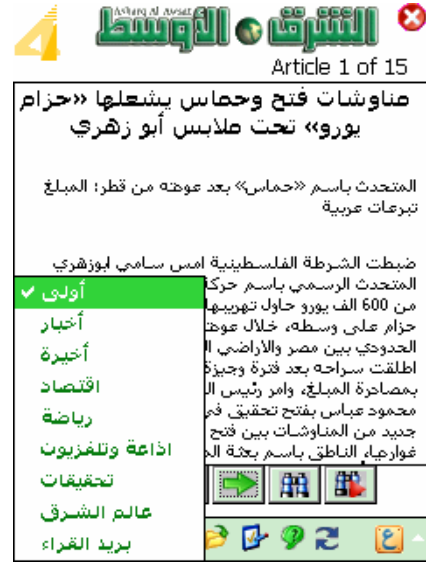 4
Asharq Al Awsat
الشرق الأوسط
Article 1 of 15
مناوشات فتح وحماس يشعلها «حزام
يورو» تحت ملابس أبو زهري
المتحدث باسم «حماس» بعد عوهته من قطر: المبلغ
تبرعات عربية
ضبطت الشرطة الفلسطينية امس سامي ابوزهري
المتحدث الرسمي باسم حركة
من 600 الف يورو حاول تهريبها
حزام على وسطه، خلال
الحدودي بين مصر والاراضي
اطلقت سراحه بعد فترة وجيزة
بمصادرة المبلغ، وامر رئيس
محمود عباس بفتح تحقيق في
جديد من المناوشات بين فتح
الناطق باسم بعثة
أولى
أخبار
أخيرة
اقتصاد
رياضة
اذاعة وتلفزيون
تحقيقات
عالم الشرق
بريد القراء
ع